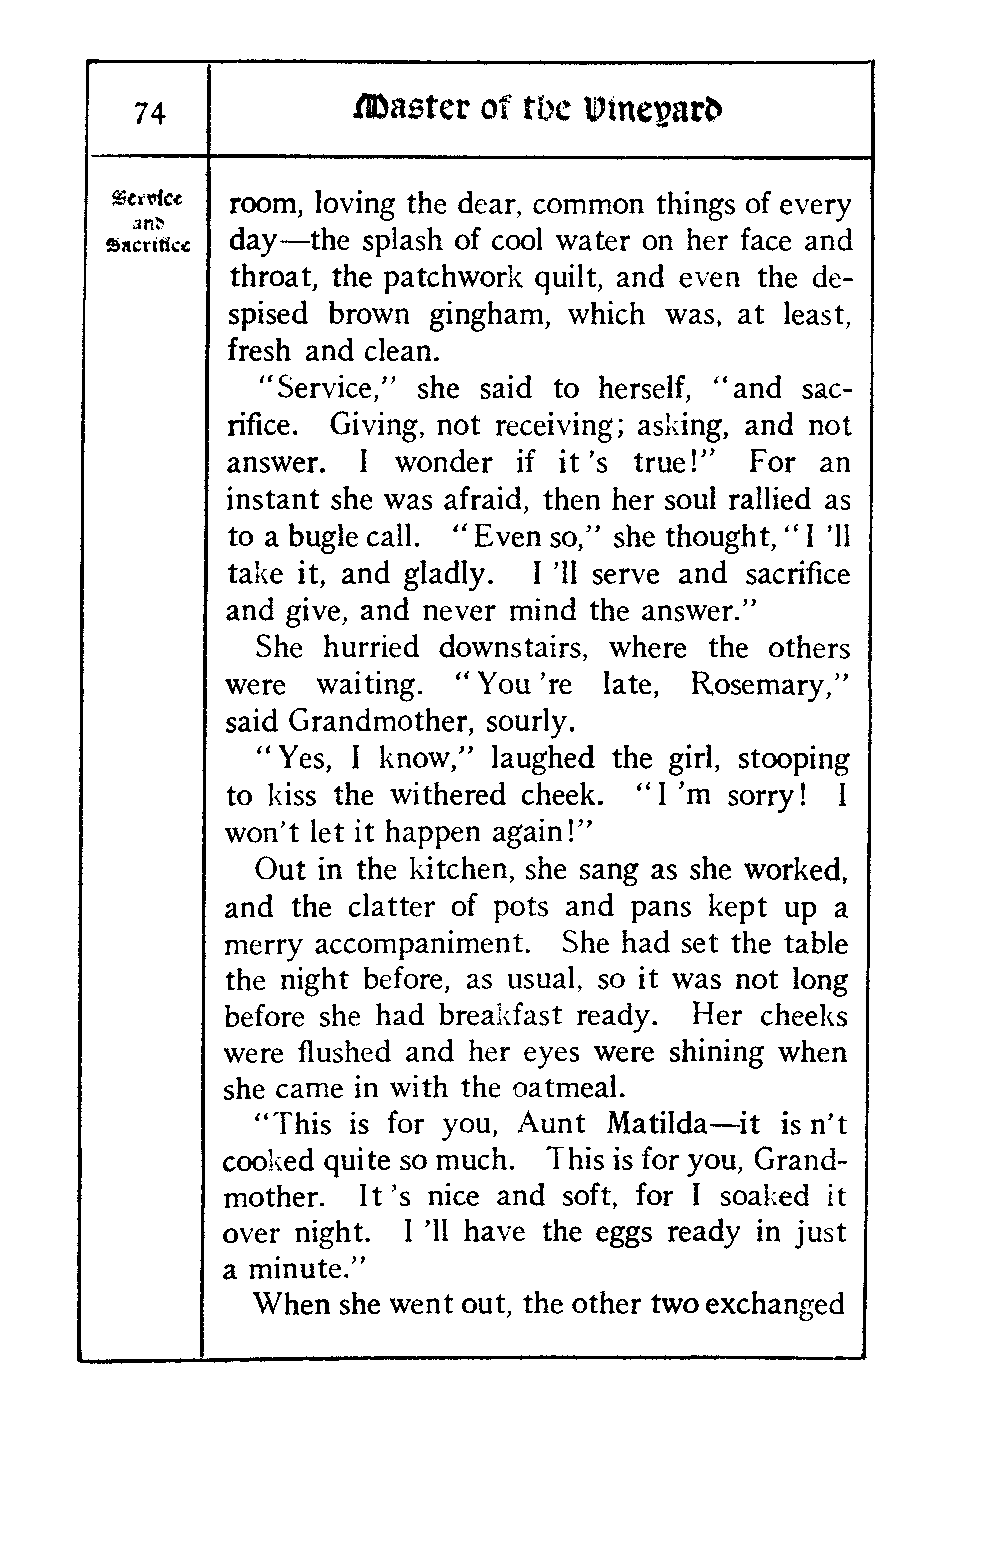 74
Master of the Vineyard
Service
and
Sacrifice
room, loving the dear, common things of every
day—the splash of cool water on her face and
throat, the patchwork quilt, and even the de-
spised brown gingham, which was, at least,
fresh and clean.
"Service," she said to herself, "and sac-
rifice. Giving, not receiving; asking, and not
answer. I wonder if it 's true!" For an
instant she was afraid, then her soul rallied as
to a bugle call. "Even so," she thought, "I 'll
take it, and gladly. I 'll serve and sacrifice
and give, and never mind the answer."
She hurried downstairs, where the others
were waiting. "You 're late, Rosemary,"
said Grandmother, sourly.
"Yes, I know," laughed the girl, stooping
to kiss the withered cheek. "I 'm sorry! I
won't let it happen again!"
Out in the kitchen, she sang as she worked,
and the clatter of pots and pans kept up a
merry accompaniment. She had set the table
the night before, as usual, so it was not long
before she had breakfast ready. Her cheeks
were flushed and her eyes were shining when
she came in with the oatmeal.
"This is for you, Aunt Matilda—it is n't
cooked quite so much. This is for you, Grand-
mother. It 's nice and soft, for I soaked it
over night. I 'll have the eggs ready in just
a minute."
When she went out, the other two exchanged